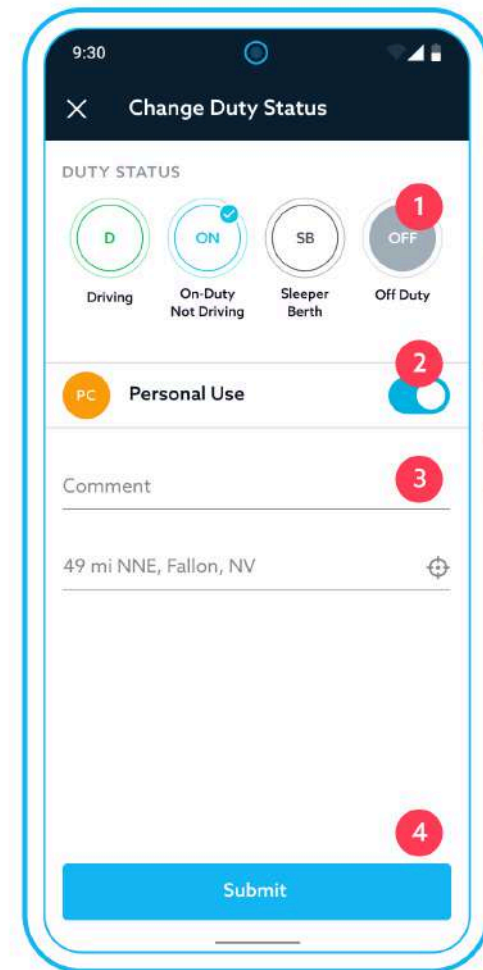 9:30
Change Duty Status
DUTY STATUS
1
D
ON
SB
OFF
Driving
On-Duty
Not Driving
Sleeper
Berth
Off Duty
2
PC
Personal Use
3
Comment
49 mi NNE, Fallon, NV
4
Submit